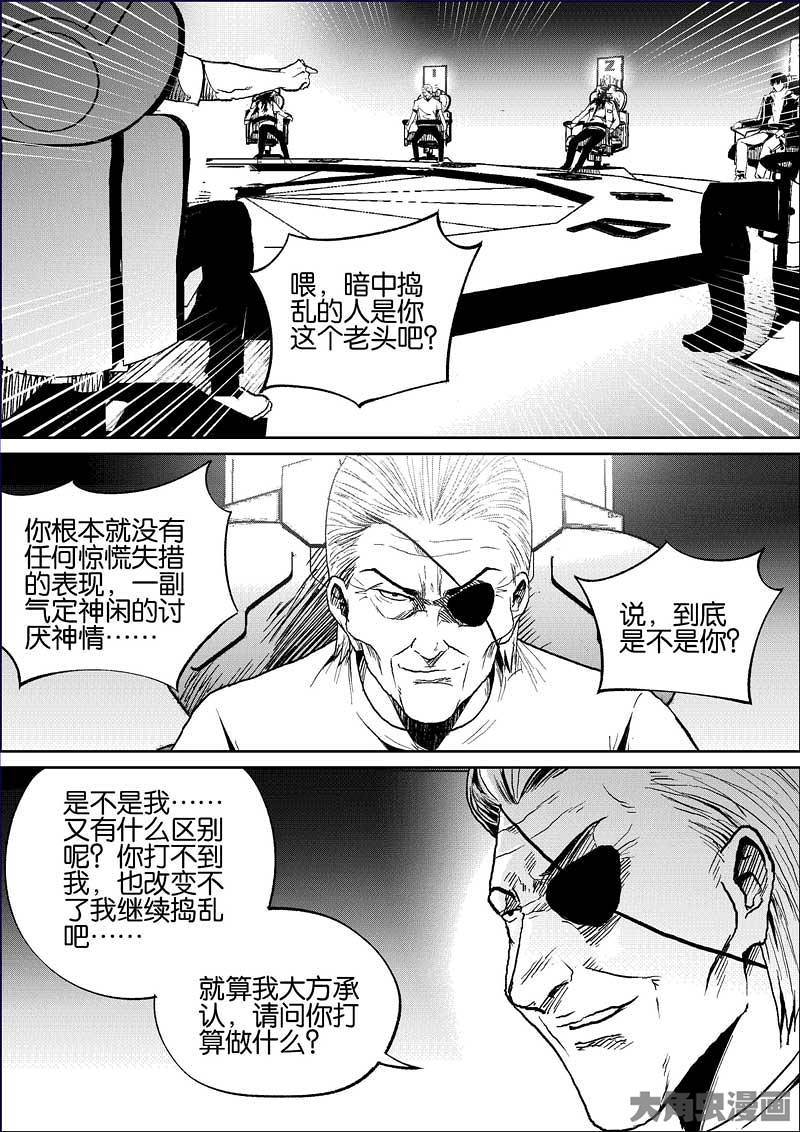 1
2
喂，暗中捣
乱的人是你
这个老头吧？
你根本就没有
任何惊慌失措
的表现，一副
气定神闲的讨
厌神情……
说，到底
是不是你？
是不是我……
又有什么区别
呢？你打不到
我，也改变不
了我继续捣乱
吧……
就算我大方承
认，请问你打
算做什么？
大角虫漫画